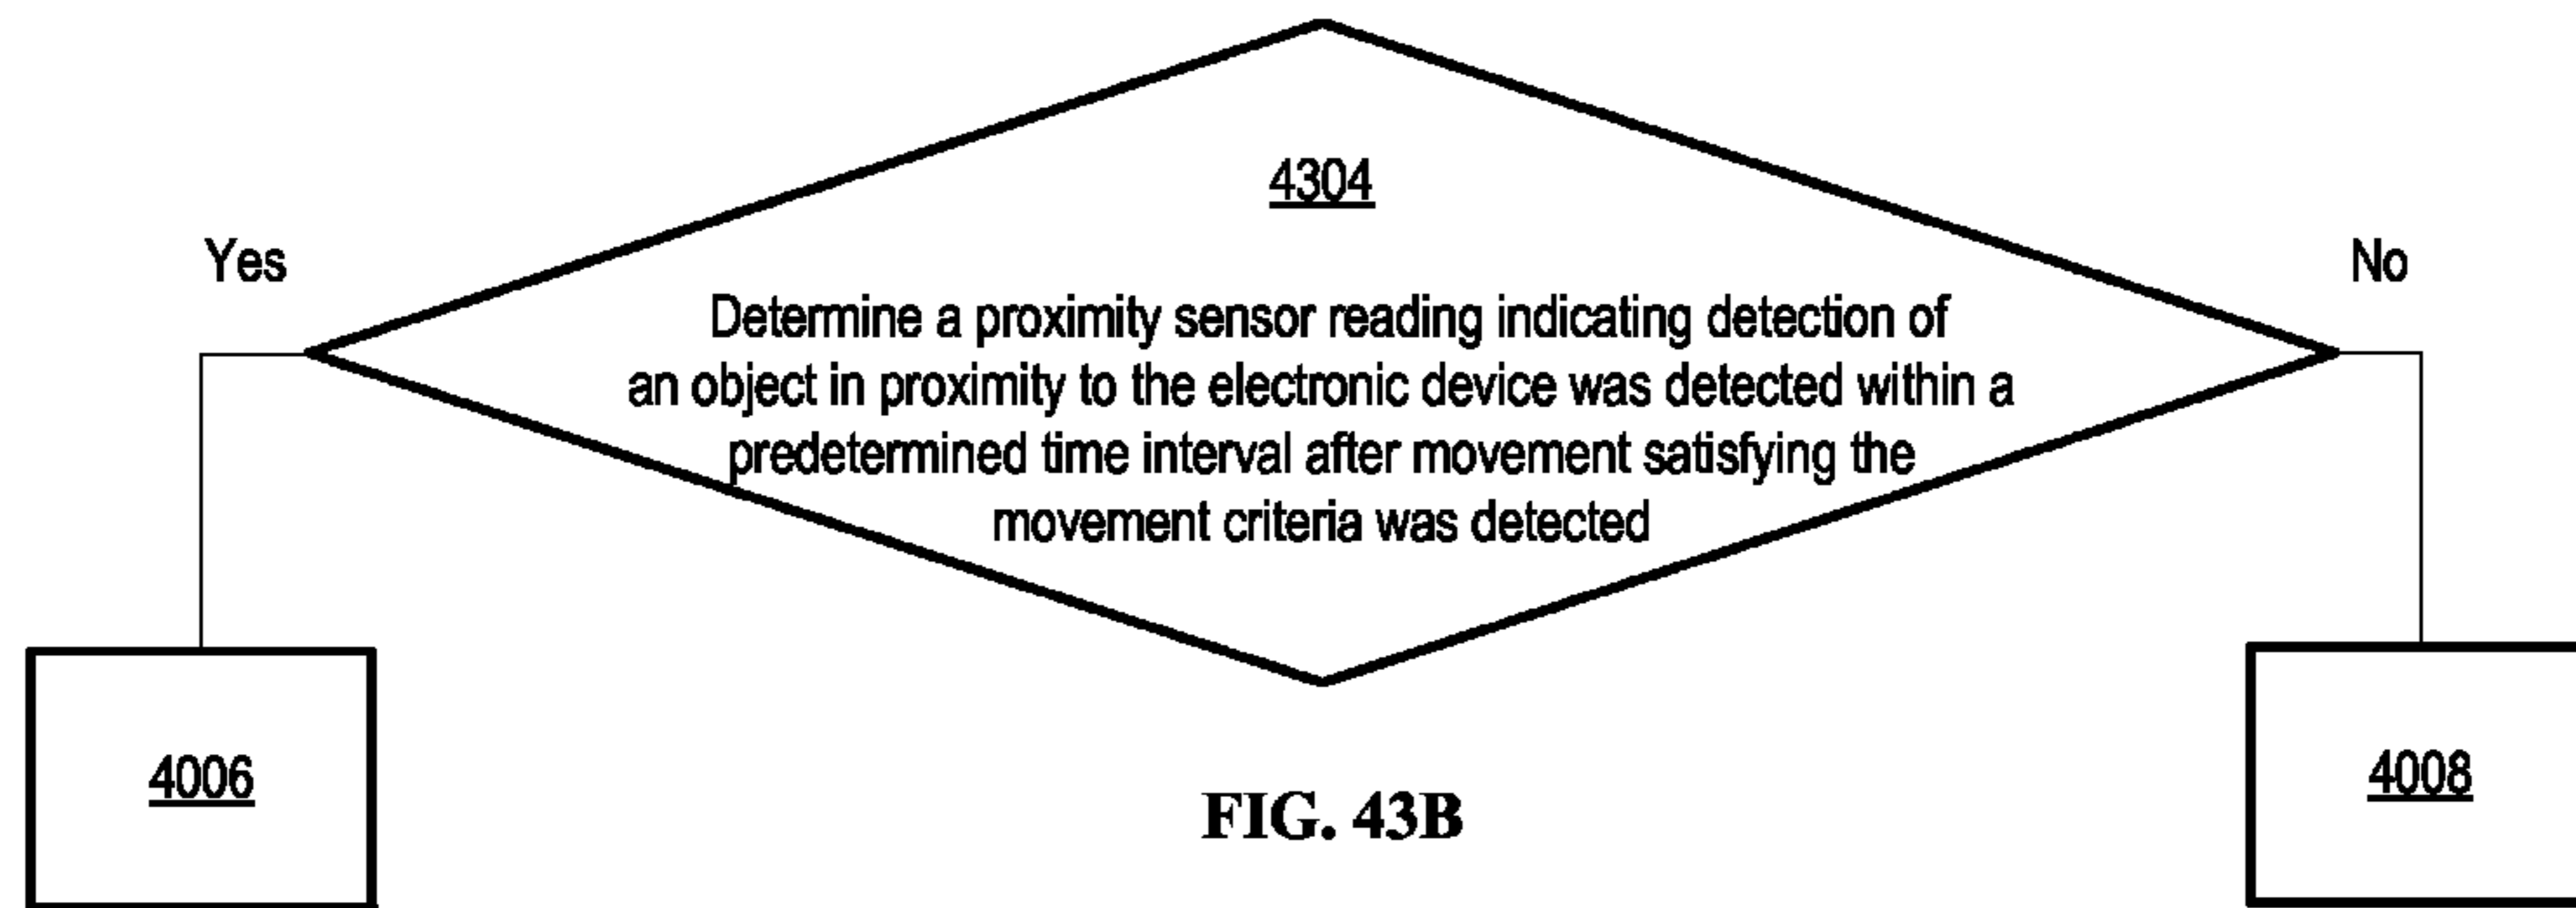 4304
Yes
No
Determine a proximity sensor reading indicating detection of
an object in proximity to the electronic device was detected within a
predetermined time interval after movement satisfying the
movement criteria was detected
4006
4008
FIG. 43B